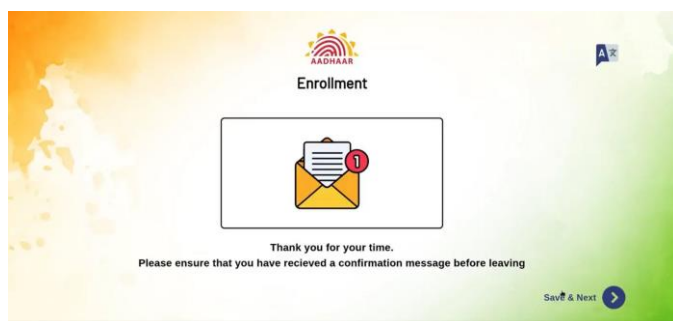 AADHAAR
A
Enrollment
1
Thank you for your time.
Please ensure that you have recieved a confirmation message before leaving
Save & Next